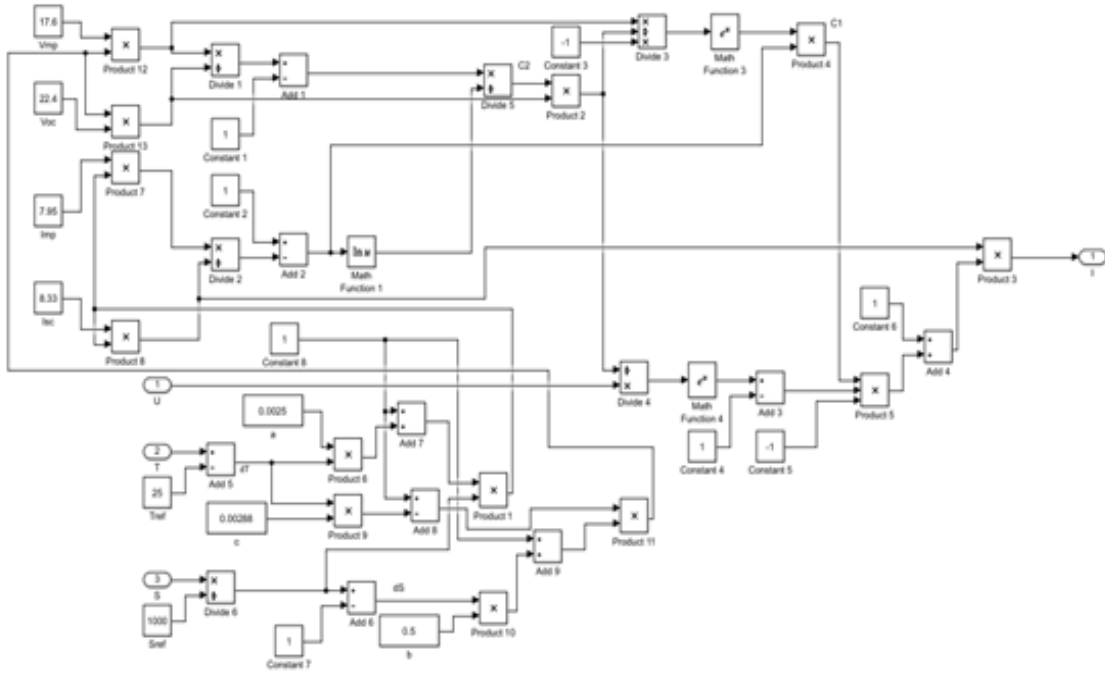 17.6
Vmp
×
Product 12
×
÷
Divide 1
+
-
Add 1
22.4
Voc
×
Product 13
1
Constant 1
C2
×
÷
Divide 5
-1
Constant 3
×
Product 2
×
÷
×
Divide 3
eᵘ
Math
Function 3
C1
×
Product 4
×
Product 7
7.95
Imp
1
Constant 2
×
÷
Divide 2
+
-
Add 2
ln u
Math
Function 1
8.33
Isc
×
Product 8
×
Product 3
1
I
1
Constant 6
+
+
Add 4
1
Constant 8
1
U
÷
×
Divide 4
eᵘ
Math
Function 4
+
-
Add 3
×
Product 5
1
Constant 4
-1
Constant 5
0.0025
a
+
+
Add 7
2
T
+
-
Add 5
dT
×
Product 6
25
Tref
0.00288
c
×
Product 9
+
-
Add 8
×
Product 1
×
Product 11
+
+
Add 9
3
S
×
÷
Divide 6
1000
Sref
+
-
Add 6
dS
×
Product 10
1
Constant 7
0.5
b